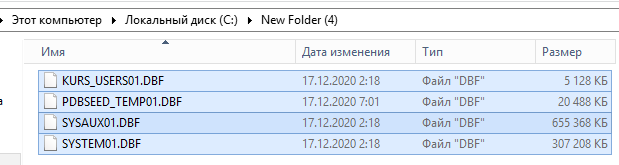 Этот компьютер › Локальный диск (C:) › New Folder (4)
Имя Дата изменения Тип Размер
KURS_USERS01.DBF 17.12.2020 2:18 Файл "DBF" 5 128 КБ
PDBSEED_TEMP01.DBF 17.12.2020 7:01 Файл "DBF" 20 488 КБ
SYSAUX01.DBF 17.12.2020 2:18 Файл "DBF" 655 368 КБ
SYSTEM01.DBF 17.12.2020 2:18 Файл "DBF" 307 208 КБ